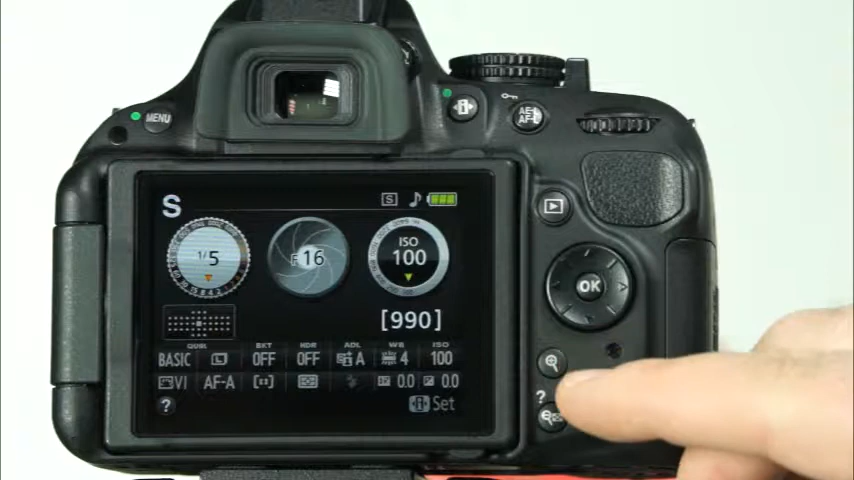 MENU
AE-L
AF-L
S
S
1/5
F16
ISO
100
[990]
QUAL
BKT
HDR
ADL
WB
ISO
BASIC
L
OFF
OFF
A
4
100
VI
AF-A
0.0
0.0
?
i Set
OK
?